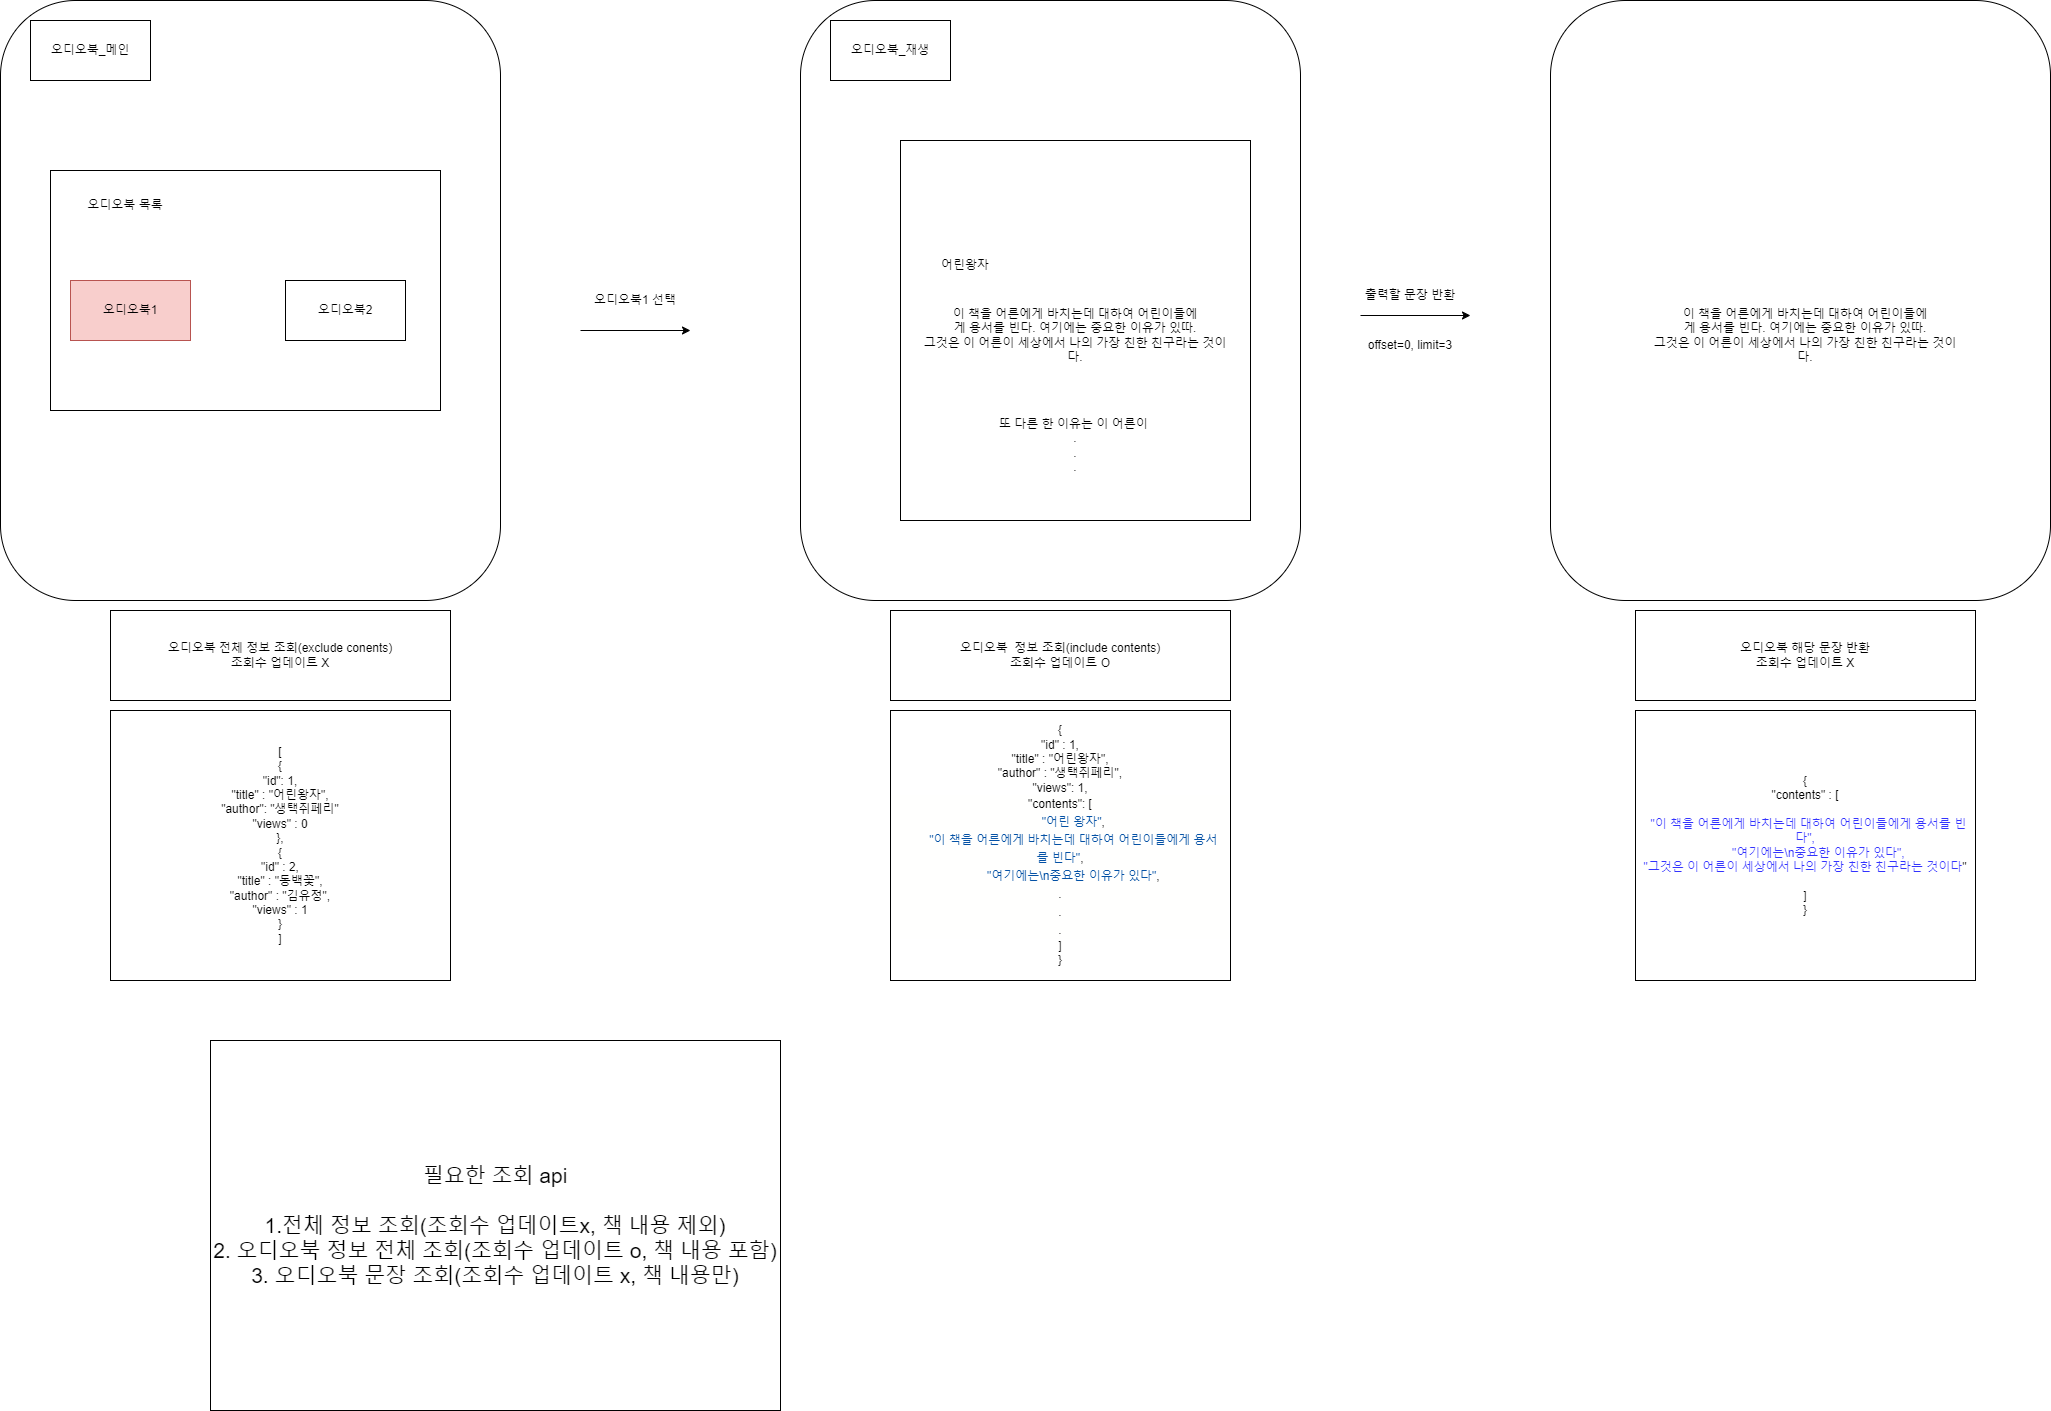 오디오북_메인
오디오북 목록
오디오북1
오디오북2
오디오북1 선택
오디오북_재생
어린왕자
이 책을 어른에게 바치는데 대하여 어린이들에
게 용서를 빈다. 여기에는 중요한 이유가 있따.
그것은 이 어른이 세상에서 나의 가장 친한 친구라는 것이
다.
또 다른 한 이유는 이 어른이
.
.
.
출력할 문장 반환
offset=0, limit=3
이 책을 어른에게 바치는데 대하여 어린이들에
게 용서를 빈다. 여기에는 중요한 이유가 있따.
그것은 이 어른이 세상에서 나의 가장 친한 친구라는 것이
다.
오디오북 전체 정보 조회(exclude conents)
조회수 업데이트 X
[
{
"id": 1,
"title" : "어린왕자",
"author": "생택쥐페리"
"views" : 0
},
{
"id" : 2,
"title" : "동백꽃",
"author" : "김유정",
"views" : 1
}
]
오디오북  정보 조회(include contents)
조회수 업데이트 O
{
"id" : 1,
"title" : "어린왕자",
"author" : "생택쥐페리",
"views": 1,
"contents": [
"어린 왕자",
"이 책을 어른에게 바치는데 대하여 어린이들에게 용서
를 빈다",
"여기에는\n중요한 이유가 있다",
.
.
.
]
}
오디오북 해당 문장 반환
조회수 업데이트 X
{
"contents" : [
"이 책을 어른에게 바치는데 대하여 어린이들에게 용서를 빈
다",
"여기에는\n중요한 이유가 있다",
"그것은 이 어른이 세상에서 나의 가장 친한 친구라는 것이다"
]
}
필요한 조회 api
1.전체 정보 조회(조회수 업데이트x, 책 내용 제외)
2. 오디오북 정보 전체 조회(조회수 업데이트 o, 책 내용 포함)
3. 오디오북 문장 조회(조회수 업데이트 x, 책 내용만)